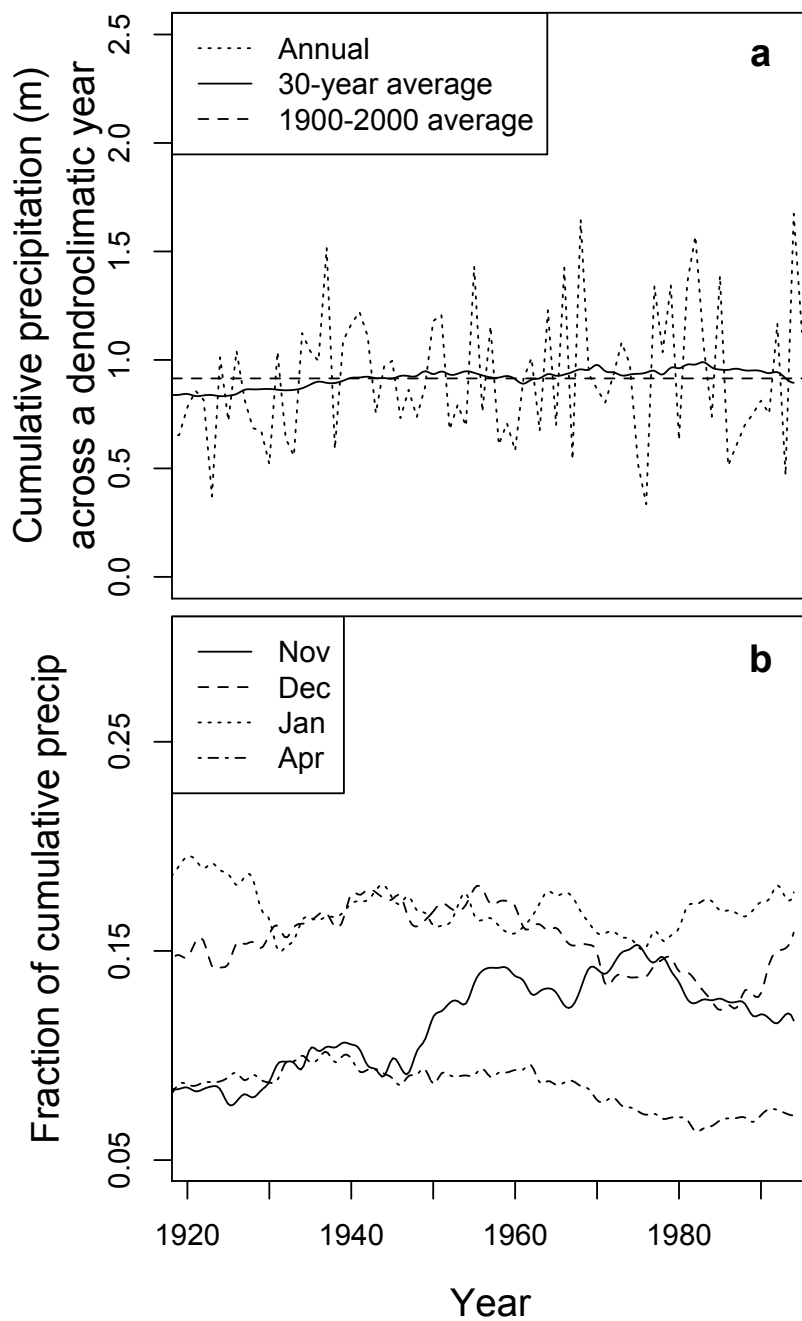 Cumulative precipitation (m)
across a dendroclimatic year
2.5
2.0
1.5
1.0
0.5
0.0
Annual
30-year average
1900-2000 average
a
Fraction of cumulative precip
0.25
0.15
0.05
Nov
Dec
Jan
Apr
b
1920 1940 1960 1980
Year